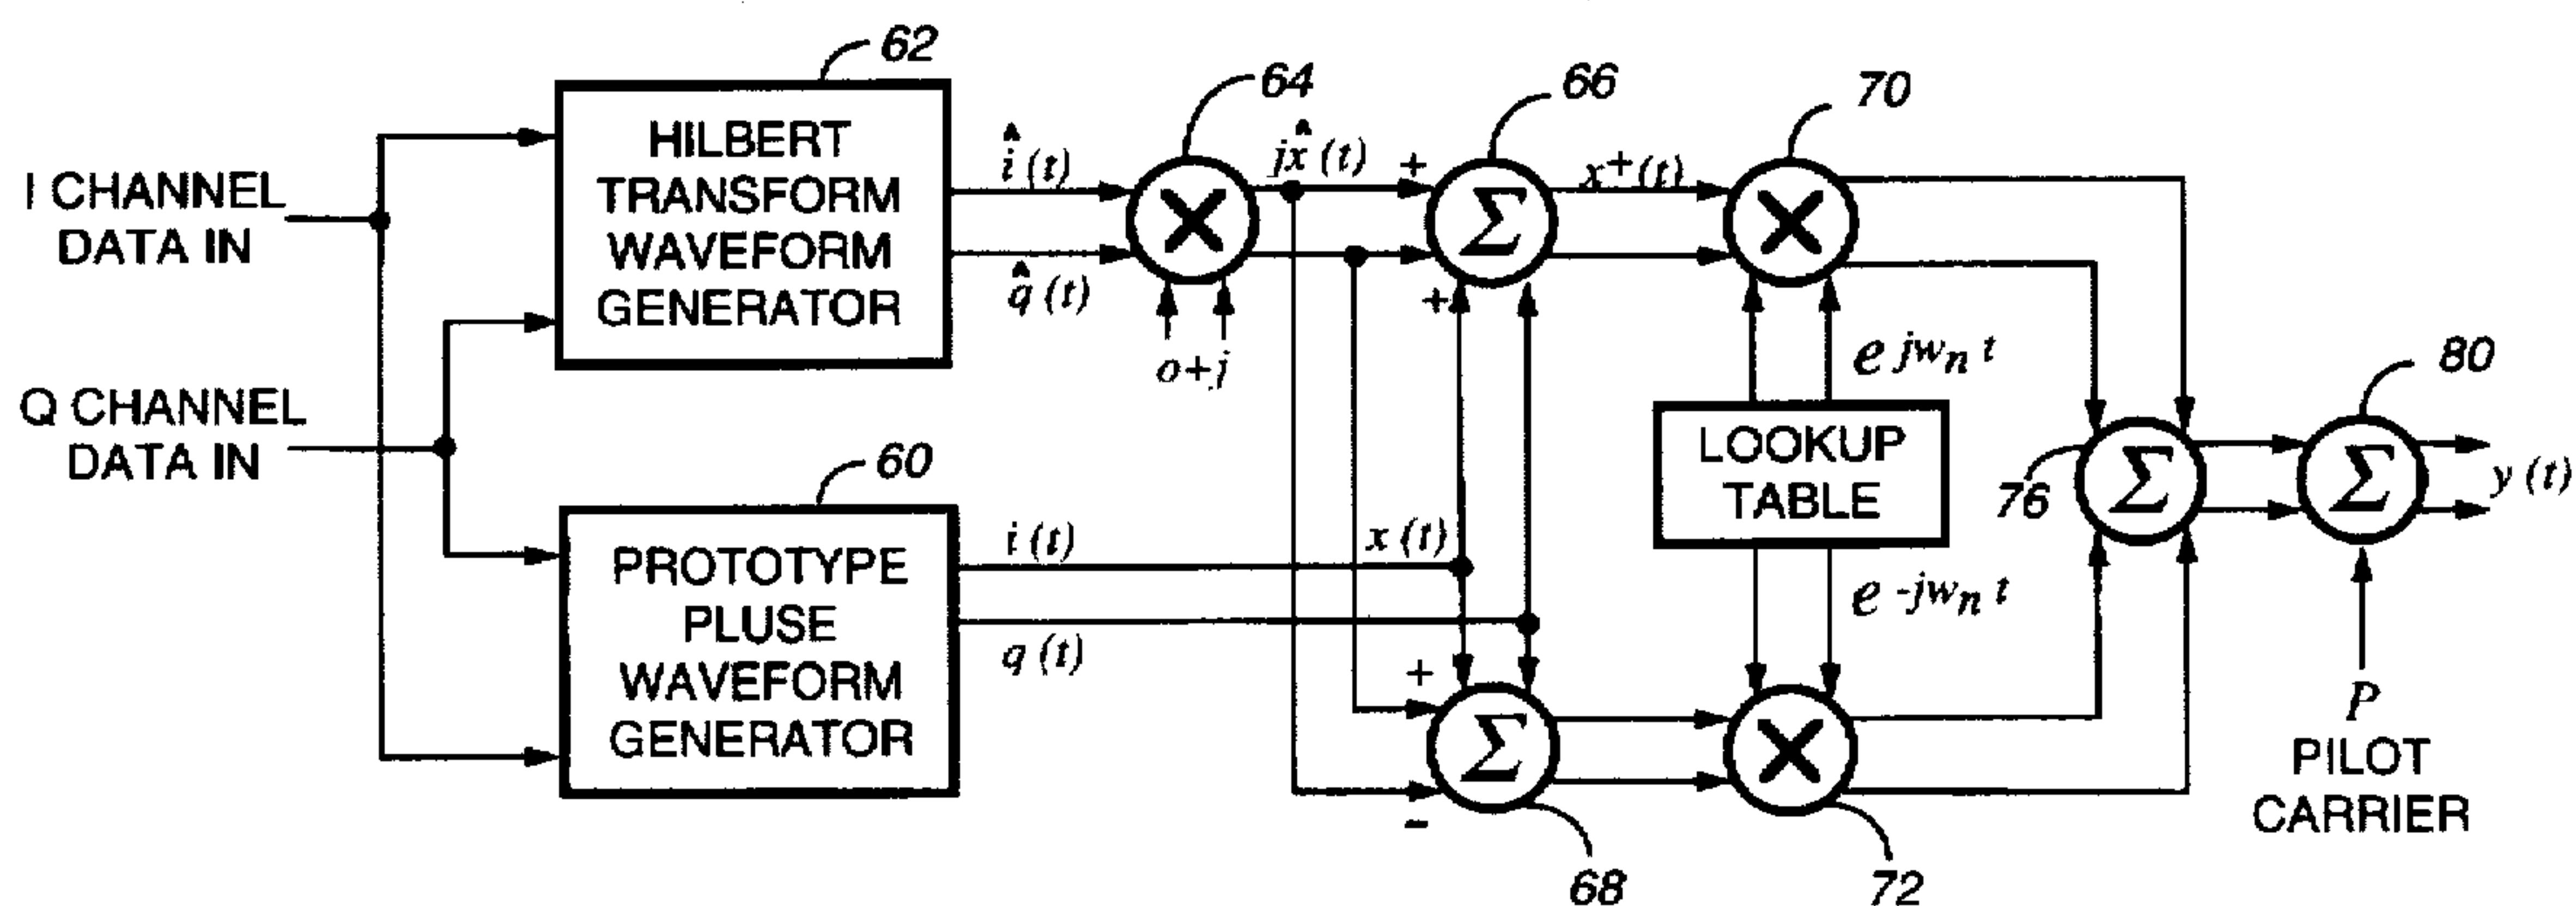 62
64
66
70
I CHANNEL
DATA IN
HILBERT
TRANSFORM
WAVEFORM
GENERATOR
î (t)
q̂ (t)
jx̂ (t)
o+j
+
+
x+(t)
e jwn t
LOOKUP
TABLE
e -jwn t
80
76
y (t)
Q CHANNEL
DATA IN
60
PROTOTYPE
PLUSE
WAVEFORM
GENERATOR
i (t)
q (t)
x (t)
+
-
68
72
P
PILOT
CARRIER
Σ
Σ
Σ
Σ